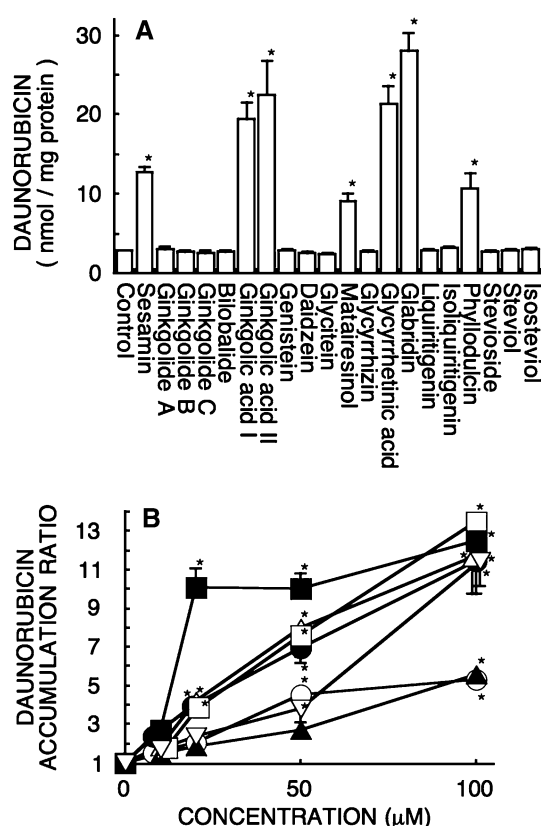 A
DAUNORUBICIN
( nmol / mg protein )
30
20
10
0
* * * * * * *
Control
Sesamin
Ginkgolide A
Ginkgolide B
Ginkgolide C
Bilobalide
Ginkgolic acid I
Ginkgolic acid II
Genistein
Daidzein
Glycitein
Matairesinol
Glycyrrhizin
Glycyrrhetinic acid
Glabridin
Liquiritigenin
Isoliquiritigenin
Phyllodulcin
Stevioside
Steviol
Isosteviol
B
DAUNORUBICIN
ACCUMULATION RATIO
13
11
9
7
5
3
1
0 50 100
CONCENTRATION (μM)